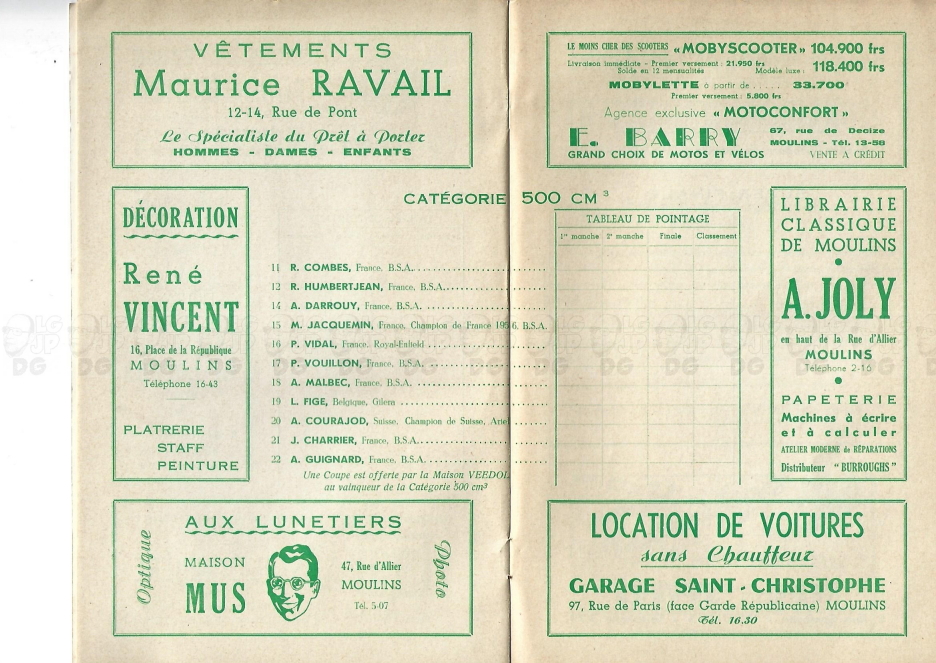 VÊTEMENTS
Maurice RAVAIL
12-14, Rue de Pont
Le Spécialiste du Prêt à Porter
HOMMES - DAMES - ENFANTS
LE MOINS CHER DES SCOOTERS « MOBYSCOOTER » 104.900 frs
Livraison immédiate - Premier versement : 21.950 frs
Solde en 12 mensualités Modèle luxe : 118.400 frs
MOBYLETTE à partir de ..... 33.700
Premier versement : 5.800 frs
Agence exclusive « MOTOCONFORT »
E. BARRY
67, rue de Decize
MOULINS - Tél. 13-58
GRAND CHOIX DE MOTOS ET VÉLOS VENTE A CRÉDIT
CATÉGORIE 500 CM3
DÉCORATION
René
VINCENT
16, Place de la République
MOULINS
Téléphone 16-43
PLATRERIE
STAFF
PEINTURE
11 R. COMBES, France, B.S.A.
12 R. HUMBERTJEAN, France, B.S.A.
14 A. DARROUY, France, B.S.A.
15 M. JACQUEMIN, France, Champion de France 1956, B.S.A.
16 P. VIDAL, France, Royal-Enfield
17 P. VOUILLON, France, B.S.A.
18 A. MALBEC, France, B.S.A.
19 L. FIGE, Belgique, Gilera
20 A. COURAJOD, Suisse, Champion de Suisse, Ariel
21 J. CHARRIER, France, B.S.A.
22 A. GUIGNARD, France, B.S.A.
Une Coupe est offerte par la Maison VEEDOL
au vainqueur de la Catégorie 500 cm3
TABLEAU DE POINTAGE
1re manche 2e manche Finale Classement
LIBRAIRIE
CLASSIQUE
DE MOULINS
A. JOLY
en haut de la Rue d'Allier
MOULINS
Téléphone 2-16
PAPETERIE
Machines à écrire
et à calculer
ATELIER MODERNE de RÉPARATIONS
Distributeur "BURROUGHS"
AUX LUNETIERS
Optique
MAISON
MUS
47, Rue d'Allier
MOULINS
Tél. 5-07
Photo
LOCATION DE VOITURES
sans Chauffeur
GARAGE SAINT-CHRISTOPHE
97, Rue de Paris (face Garde Républicaine) MOULINS
Tél. 16.30